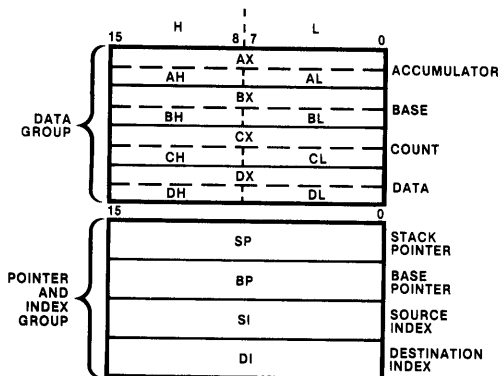 H L
15 8 7 0
AX
AH AL ACCUMULATOR
BX
BH BL BASE
DATA GROUP
CX
CH CL COUNT
DX
DH DL DATA
15 0
SP STACK POINTER
BP BASE POINTER
POINTER AND INDEX GROUP
SI SOURCE INDEX
DI DESTINATION INDEX